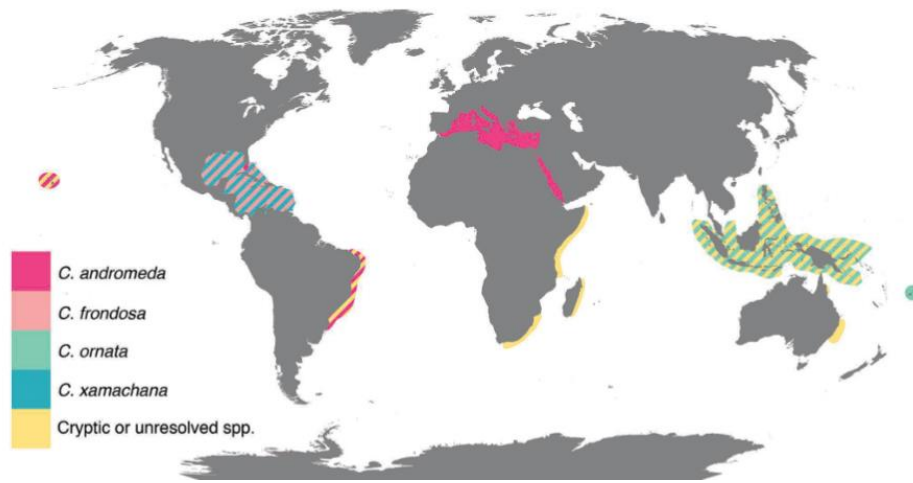 C. andromeda
C. frondosa
C. ornata
C. xamachana
Cryptic or unresolved spp.